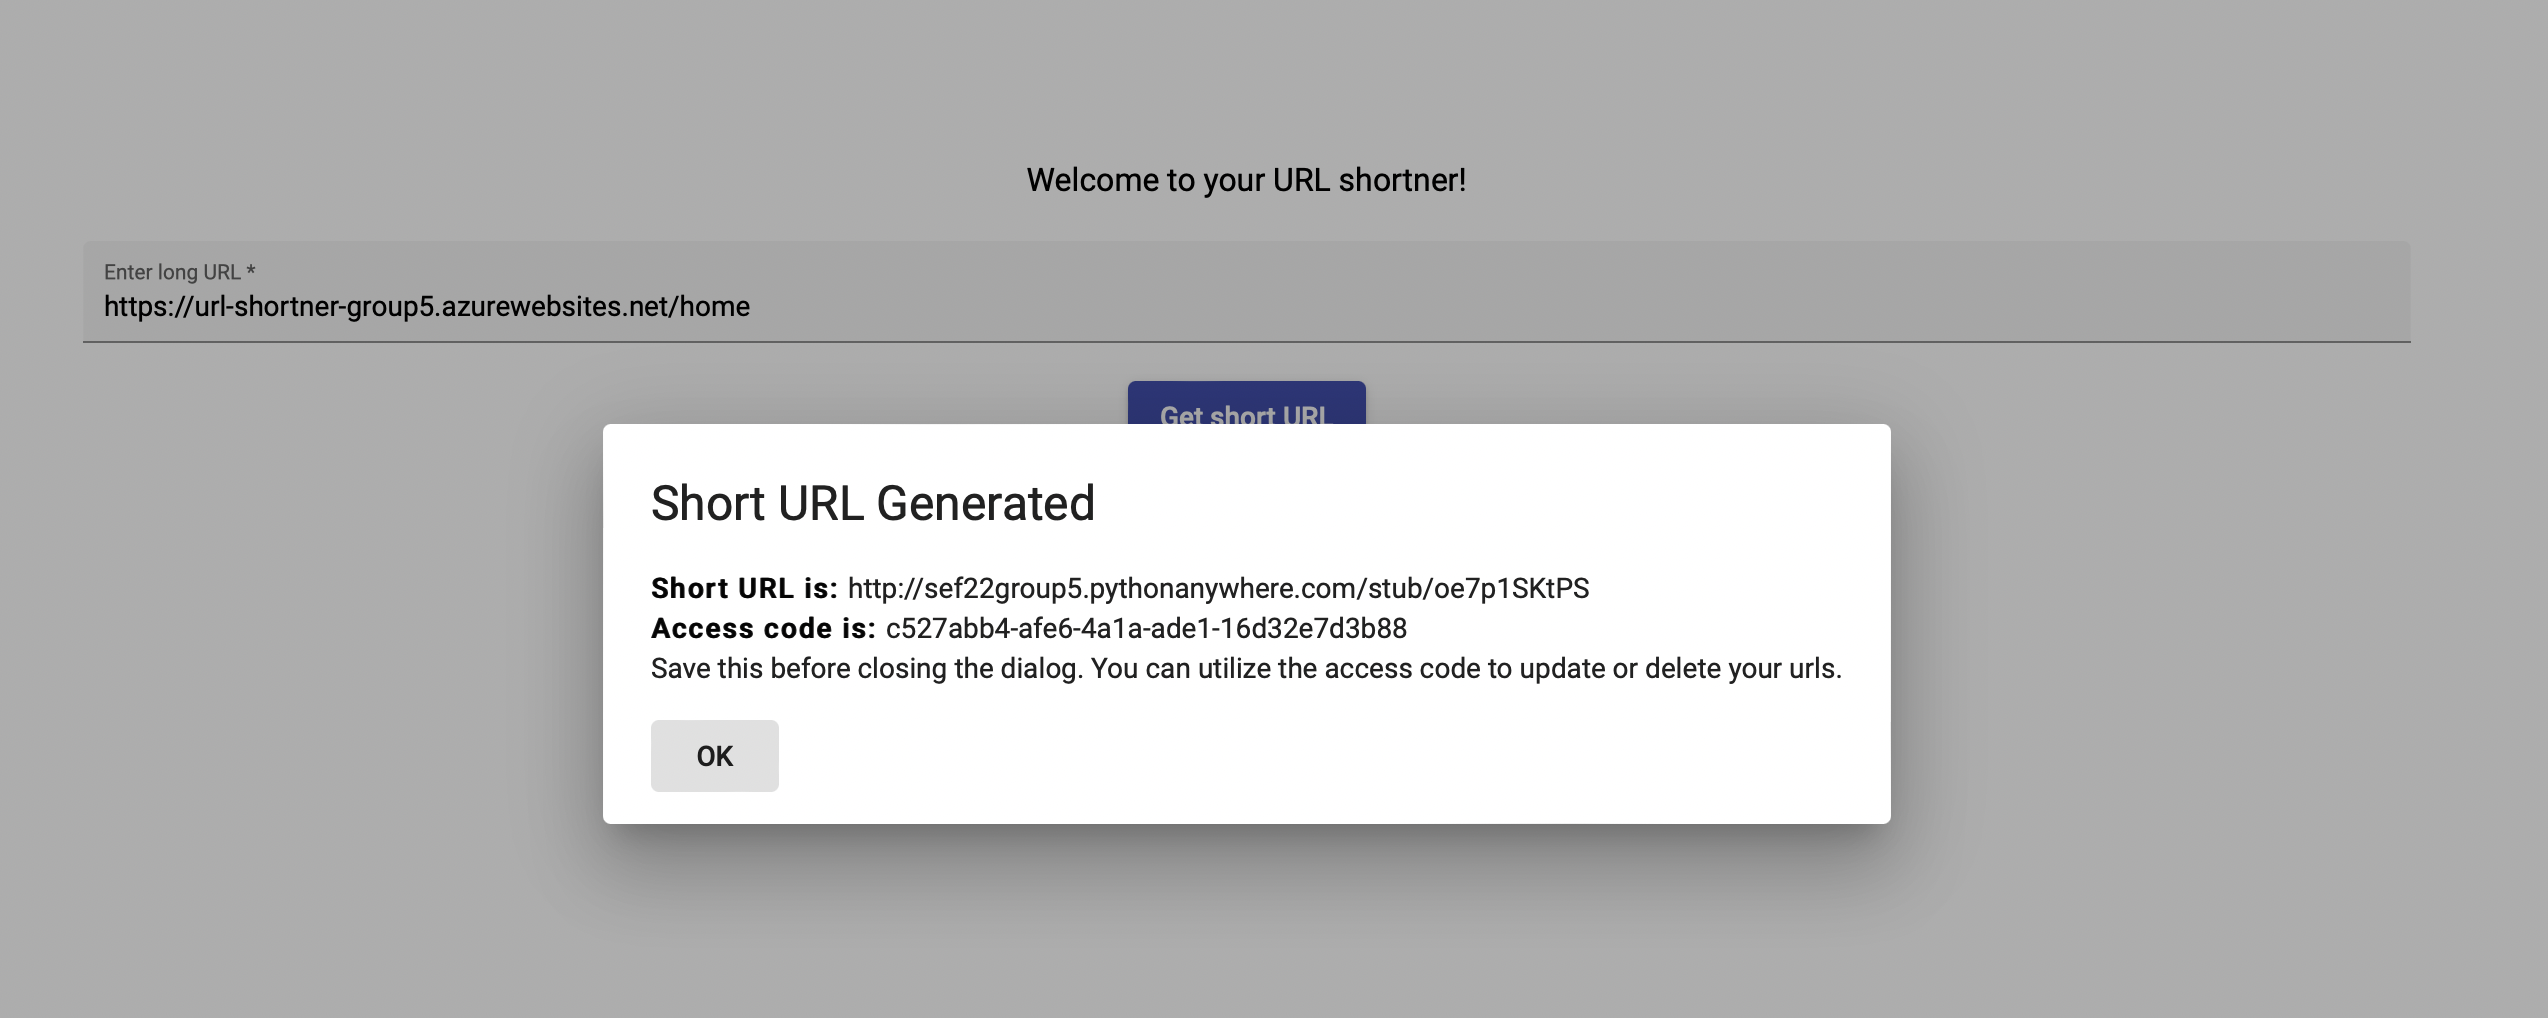 Welcome to your URL shortner!
Enter long URL *
https://url-shortner-group5.azurewebsites.net/home
Get short URL
Short URL Generated
Short URL is: http://sef22group5.pythonanywhere.com/stub/oe7p1SKtPS
Access code is: c527abb4-afe6-4a1a-ade1-16d32e7d3b88
Save this before closing the dialog. You can utilize the access code to update or delete your urls.
OK